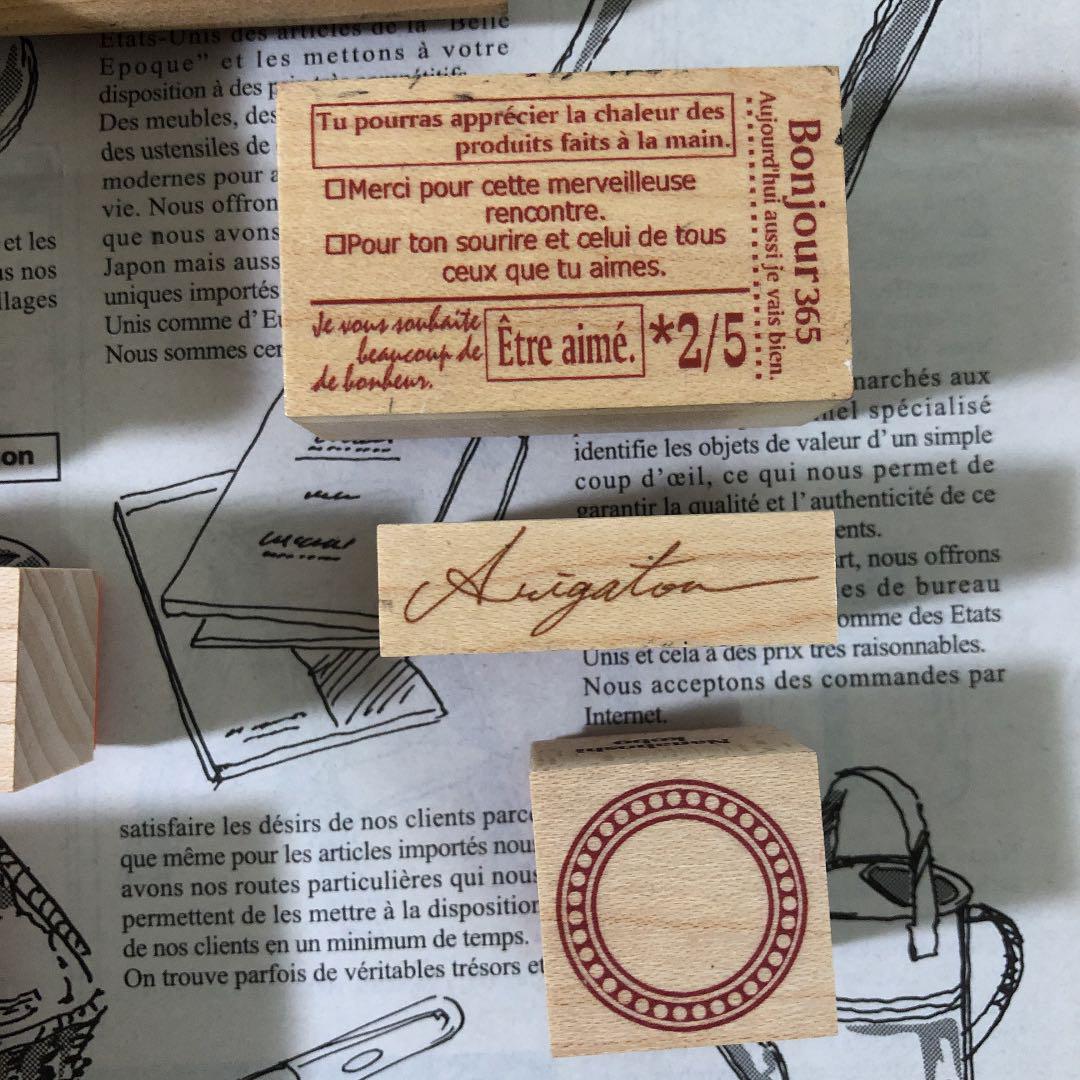 Etats-Unis des articles de la "Belle
Epoque" et les mettons à votre
disposition à des
Des meubles, des
des ustensiles de
modernes pour
vie. Nous offron
que nous avons
Japon mais auss
uniques importés
Unis comme d'
Nous sommes
et les
nos
on
Tu pourras apprécier la chaleur des
produits faits à la main.
□Merci pour cette merveilleuse
rencontre.
□Pour ton sourire et celui de tous
ceux que tu aimes.
Je vous souhaite
beaucoup de
de bonheur.
Être aimé.
*2/5
Aujourd'hui aussi je vais bien.
Bonjour 365
marchés aux
spécialisé
identifie les objets de valeur d'un simple
coup d'œil, ce qui nous permet de
garantir la qualité et l'authenticité de ce
nous offrons
es de bureau
omme des Etats
Unis et cela à des prix très raisonnables.
Nous acceptons des commandes par
Internet.
Arigatou
Nanahoshi
satisfaire les désirs de nos clients parc
que même pour les articles importés nou
avons nos routes particulières qui nous
permettent de les mettre à la disposition
de nos clients en un minimum de temps.
On trouve parfois de véritables trésors et